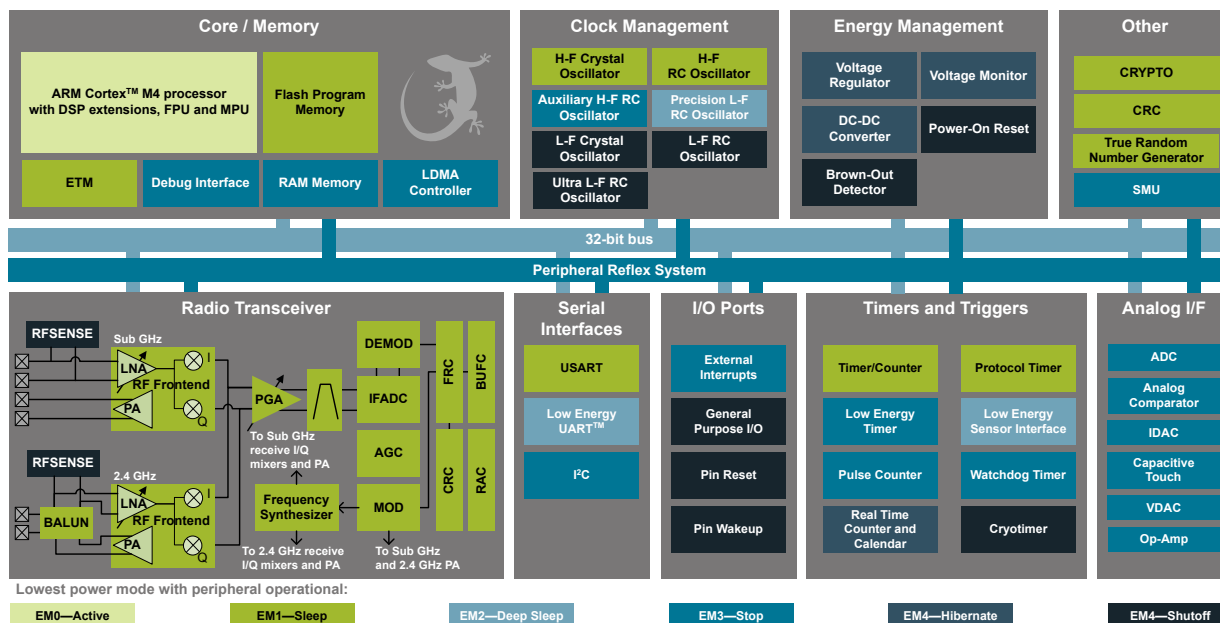 Core / Memory
ARM Cortex™ M4 processor
with DSP extensions, FPU and MPU
Flash Program
Memory
ETM
Debug Interface
RAM Memory
LDMA
Controller
Clock Management
H-F Crystal
Oscillator
H-F
RC Oscillator
Auxiliary H-F RC
Oscillator
Precision L-F
RC Oscillator
L-F Crystal
Oscillator
L-F RC
Oscillator
Ultra L-F RC
Oscillator
Energy Management
Voltage
Regulator
Voltage Monitor
DC-DC
Converter
Power-On Reset
Brown-Out
Detector
Other
CRYPTO
CRC
True Random
Number Generator
SMU
32-bit bus
Peripheral Reflex System
Radio Transceiver
RFSENSE
Sub GHz
LNA
RF Frontend
PA
I
Q
RFSENSE
2.4 GHz
BALUN
LNA
RF Frontend
PA
I
Q
PGA
To Sub GHz
receive I/Q
mixers and PA
Frequency
Synthesizer
To 2.4 GHz receive
I/Q mixers and PA
DEMOD
IFADC
AGC
MOD
To Sub GHz
and 2.4 GHz PA
FRC
BUFC
CRC
RAC
Serial
Interfaces
USART
Low Energy
UART™
I²C
I/O Ports
External
Interrupts
General
Purpose I/O
Pin Reset
Pin Wakeup
Timers and Triggers
Timer/Counter
Protocol Timer
Low Energy
Timer
Low Energy
Sensor Interface
Pulse Counter
Watchdog Timer
Real Time
Counter and
Calendar
Cryotimer
Analog I/F
ADC
Analog
Comparator
IDAC
Capacitive
Touch
VDAC
Op-Amp
Lowest power mode with peripheral operational:
EM0—Active
EM1—Sleep
EM2—Deep Sleep
EM3—Stop
EM4—Hibernate
EM4—Shutoff